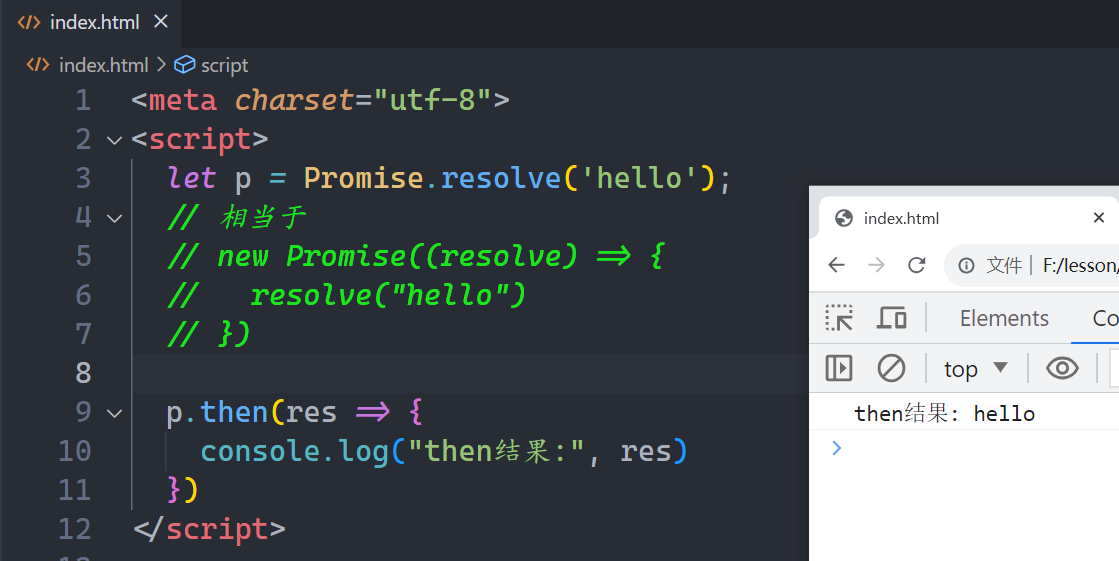 index.html
index.html > script
1 <meta charset="utf-8">
2 <script>
3 let p = Promise.resolve('hello');
4 // 相当于
5 // new Promise((resolve) => {
6 //   resolve("hello")
7 // })
8
9 p.then(res => {
10 console.log("then结果:", res)
11 })
12 </script>
index.html
文件 | F:/lesson/
Elements
Co
top
then结果: hello